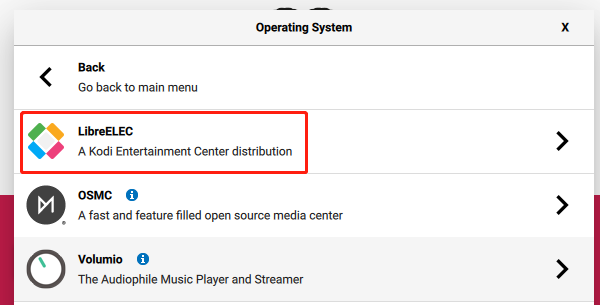 Operating System X
Back
Go back to main menu
LibreELEC
A Kodi Entertainment Center distribution
OSMC i
A fast and feature filled open source media center
Volumio i
The Audiophile Music Player and Streamer